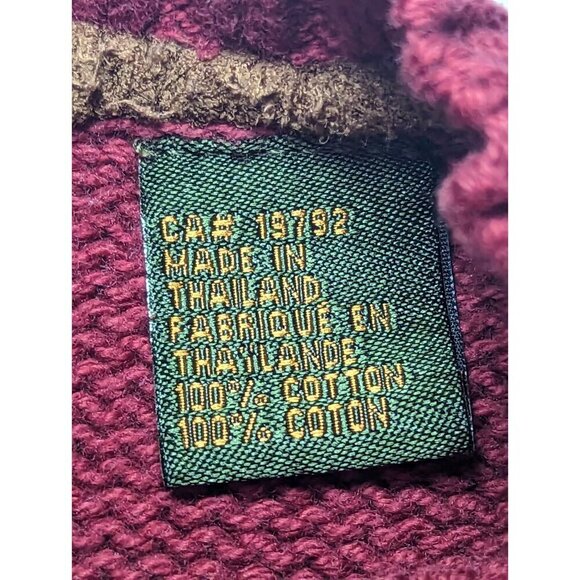 CA# 19792
MADE IN
THAILAND
FABRIQUÉ EN
THAÏLANDE
100% COTTON
100% COTON